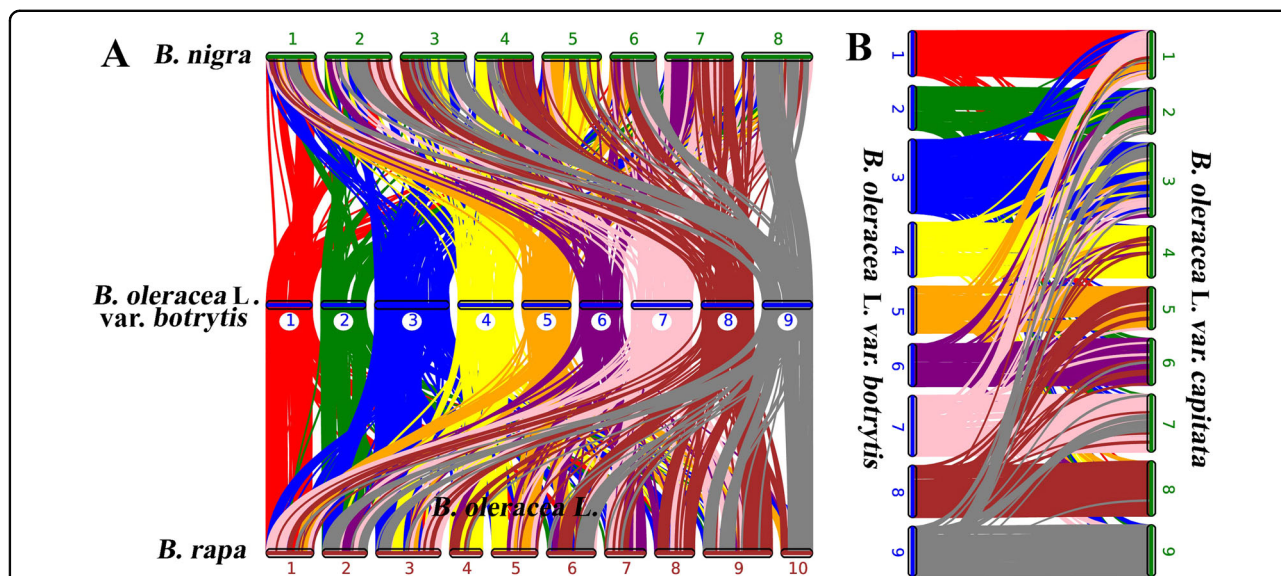 A
B. nigra
1 2 3 4 5 6 7 8
B. oleracea L.
var. botrytis
1 2 3 4 5 6 7 8 9
B. oleracea L.
B. rapa
1 2 3 4 5 6 7 8 9 10
B
B. oleracea L. var. botrytis
1 2 3 4 5 6 7 8 9
1 2 3 4 5 6 7 8 9
B. oleracea L. var. capitata